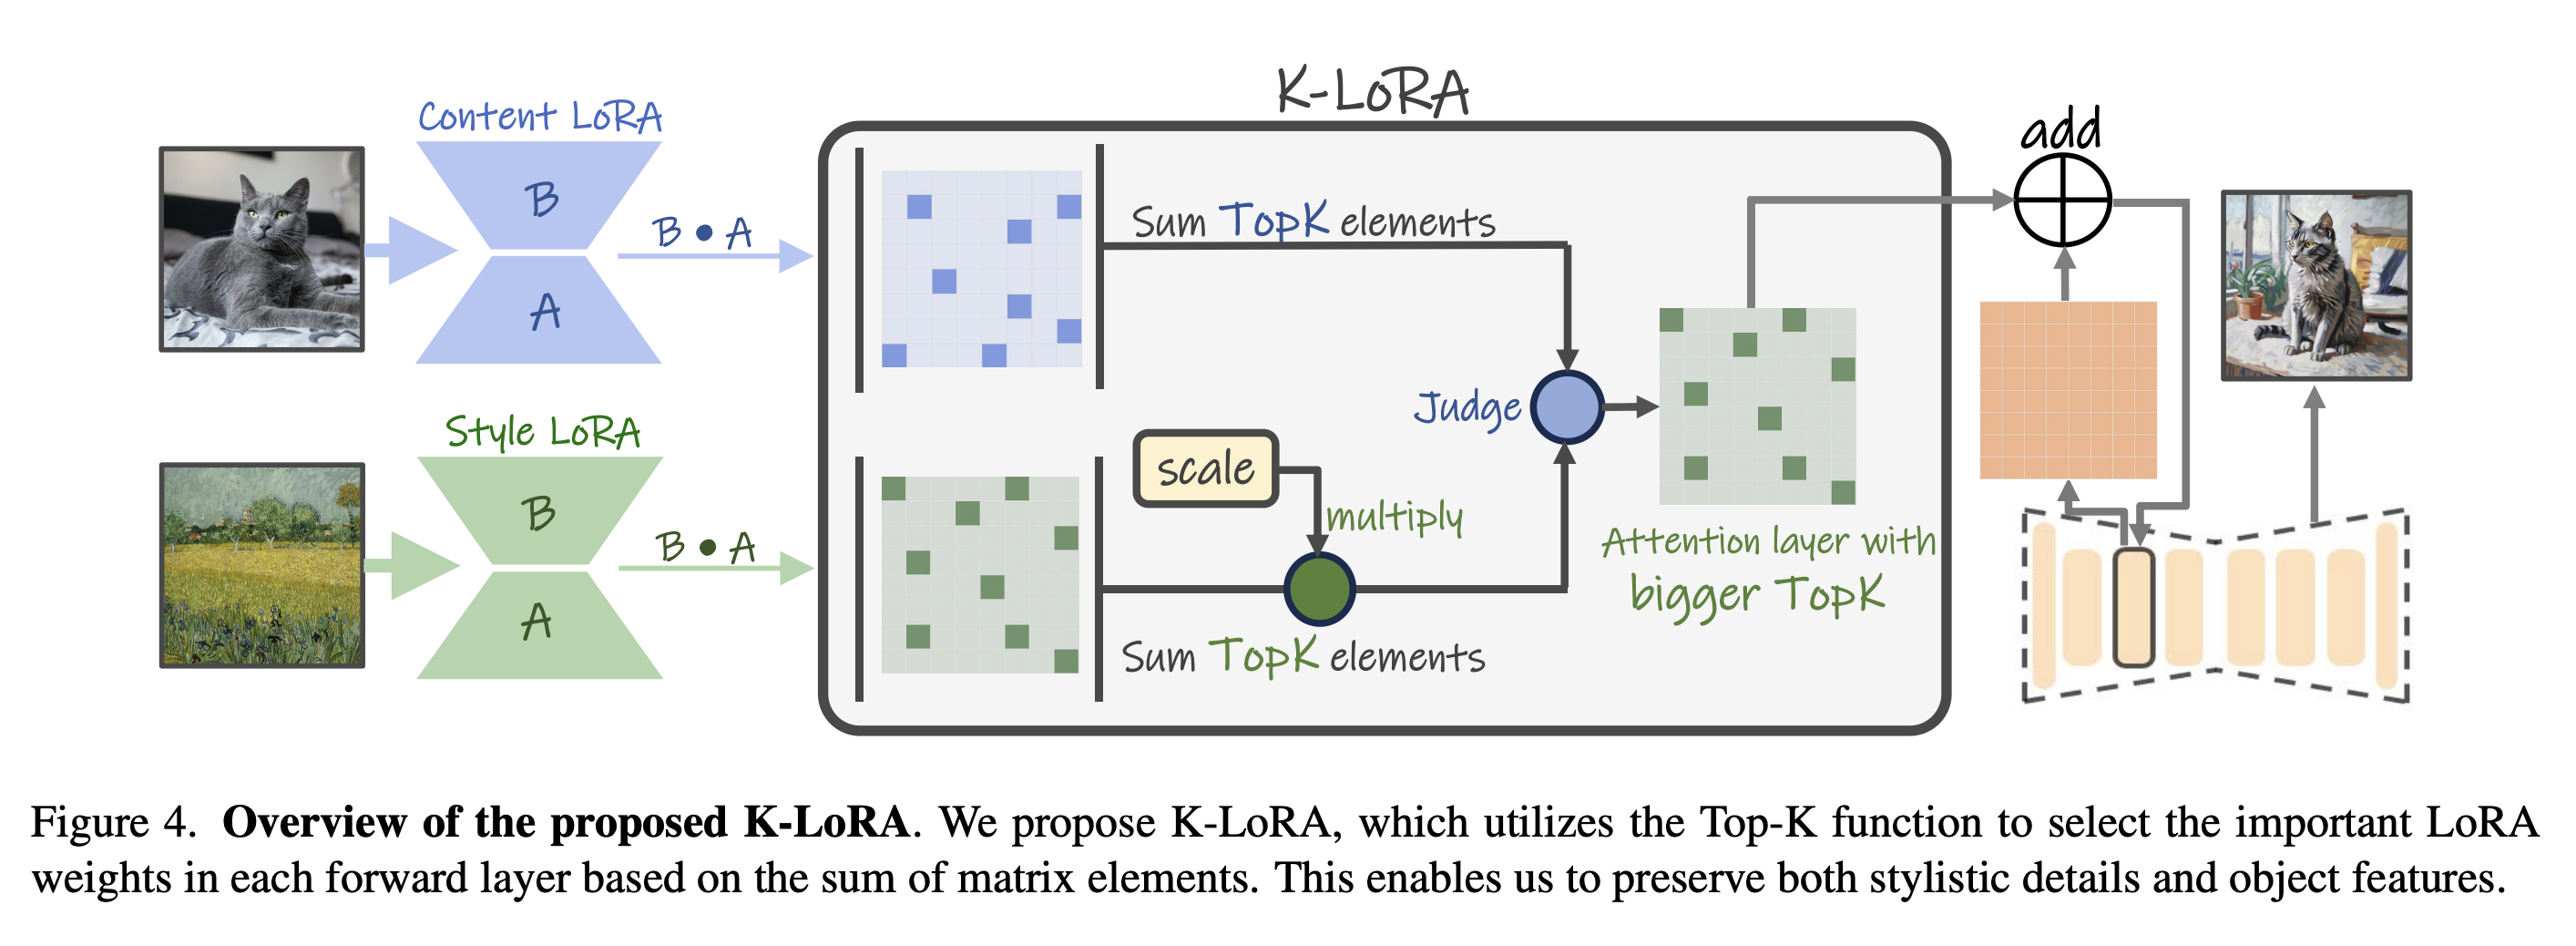 K-LoRA
Content LoRA
B
A
B • A
Style LoRA
B
A
B • A
Sum TopK elements
Judge
scale
multiply
Sum TopK elements
Attention layer with
bigger TopK
add
Figure 4. Overview of the proposed K-LoRA. We propose K-LoRA, which utilizes the Top-K function to select the important LoRA
weights in each forward layer based on the sum of matrix elements. This enables us to preserve both stylistic details and object features.